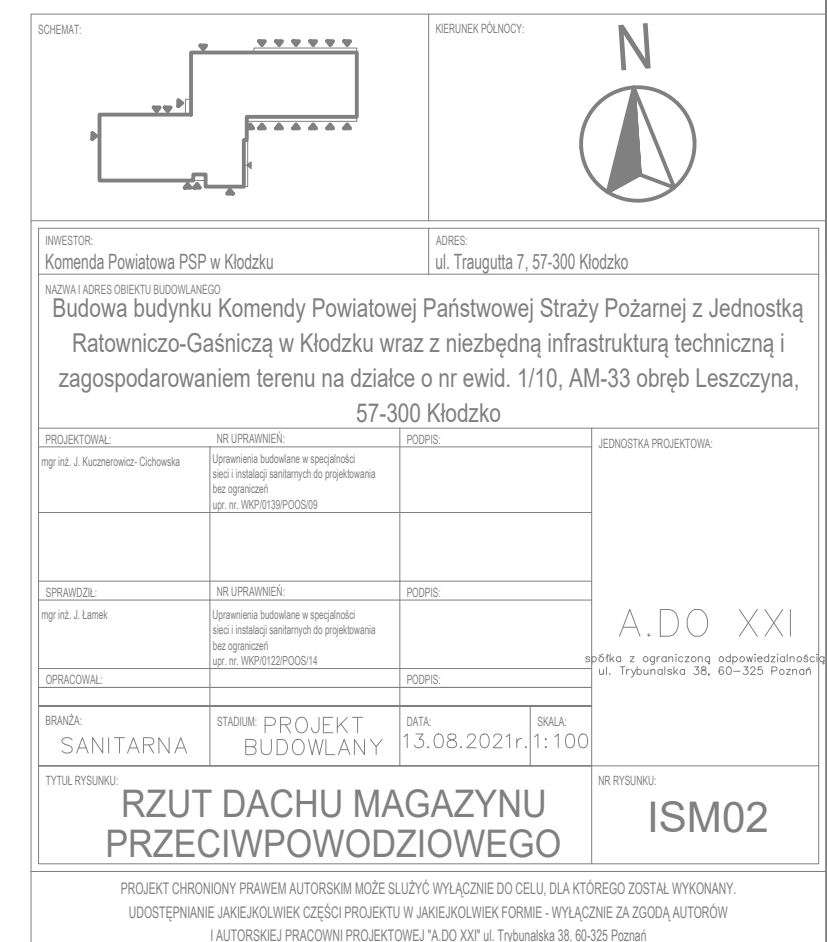 SCHEMAT:
KIERUNEK PÓŁNOCY:
N
INWESTOR:
Komenda Powiatowa PSP w Kłodzku
ADRES:
ul. Traugutta 7, 57-300 Kłodzko
NAZWA I ADRES OBIEKTU BUDOWLANEGO
Budowa budynku Komendy Powiatowej Państwowej Straży Pożarnej z Jednostką
Ratowniczo-Gaśniczą w Kłodzku wraz z niezbędną infrastrukturą techniczną i
zagospodarowaniem terenu na działce o nr ewid. 1/10, AM-33 obręb Leszczyna,
57-300 Kłodzko
PROJEKTOWAŁ:
NR UPRAWNIEŃ:
PODPIS:
JEDNOSTKA PROJEKTOWA:
mgr inż. J. Kucznerowicz- Cichowska
Uprawnienia budowlane w specjalności
sieci i instalacji sanitarnych do projektowania
bez ograniczeń
upr. nr. WKP/0139/POOS/09
SPRAWDZIŁ:
NR UPRAWNIEŃ:
PODPIS:
mgr inż. J. Łamek
Uprawnienia budowlane w specjalności
sieci i instalacji sanitarnych do projektowania
bez ograniczeń
upr. nr. WKP/0122/POOS/14
A.DO XXI
spółka z ograniczoną odpowiedzialnością
ul. Trybunalska 38, 60-325 Poznań
OPRACOWAŁ:
PODPIS:
BRANŻA:
SANITARNA
STADIUM: PROJEKT
BUDOWLANY
DATA:
13.08.2021r.
SKALA:
1:100
TYTUŁ RYSUNKU:
RZUT DACHU MAGAZYNU
PRZECIWPOWODZIOWEGO
NR RYSUNKU:
ISM02
PROJEKT CHRONIONY PRAWEM AUTORSKIM MOŻE SLUŻYĆ WYŁĄCZNIE DO CELU, DLA KTÓREGO ZOSTAŁ WYKONANY.
UDOSTĘPNIANIE JAKIEJKOLWIEK CZĘŚCI PROJEKTU W JAKIEJKOLWIEK FORMIE - WYŁĄCZNIE ZA ZGODĄ AUTORÓW
I AUTORSKIEJ PRACOWNI PROJEKTOWEJ "A.DO XXI" ul. Trybunalska 38, 60-325 Poznań